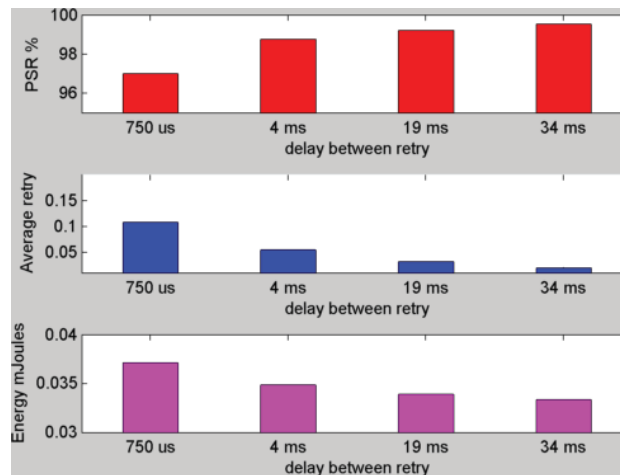 PSR %
100
98
96
750 us 4 ms 19 ms 34 ms
delay between retry
Average retry
0.15
0.1
0.05
750 us 4 ms 19 ms 34 ms
delay between retry
Energy mJoules
0.04
0.035
0.03
750 us 4 ms 19 ms 34 ms
delay between retry